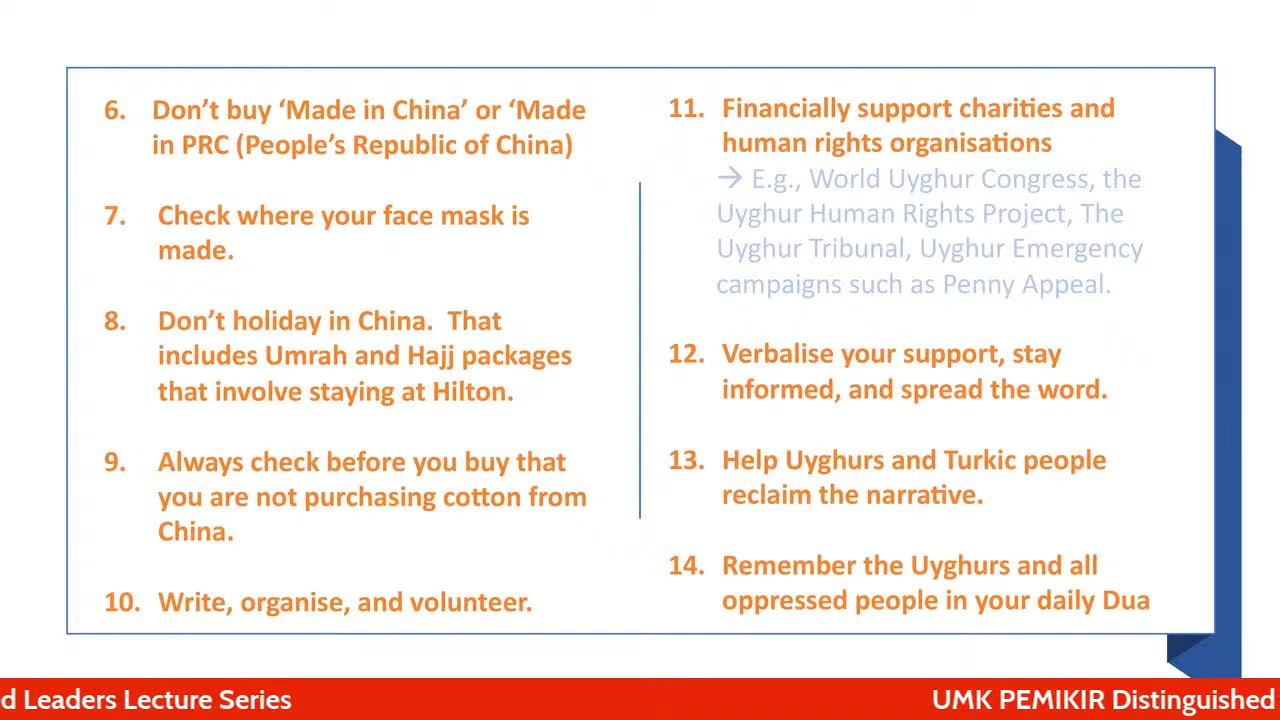 6. Don’t buy ‘Made in China’ or ‘Made
in PRC (People’s Republic of China)
7. Check where your face mask is
made.
8. Don’t holiday in China. That
includes Umrah and Hajj packages
that involve staying at Hilton.
9. Always check before you buy that
you are not purchasing cotton from
China.
10. Write, organise, and volunteer.
11. Financially support charities and
human rights organisations
→ E.g., World Uyghur Congress, the
Uyghur Human Rights Project, The
Uyghur Tribunal, Uyghur Emergency
campaigns such as Penny Appeal.
12. Verbalise your support, stay
informed, and spread the word.
13. Help Uyghurs and Turkic people
reclaim the narrative.
14. Remember the Uyghurs and all
oppressed people in your daily Dua
d Leaders Lecture Series
UMK PEMIKIR Distinguished